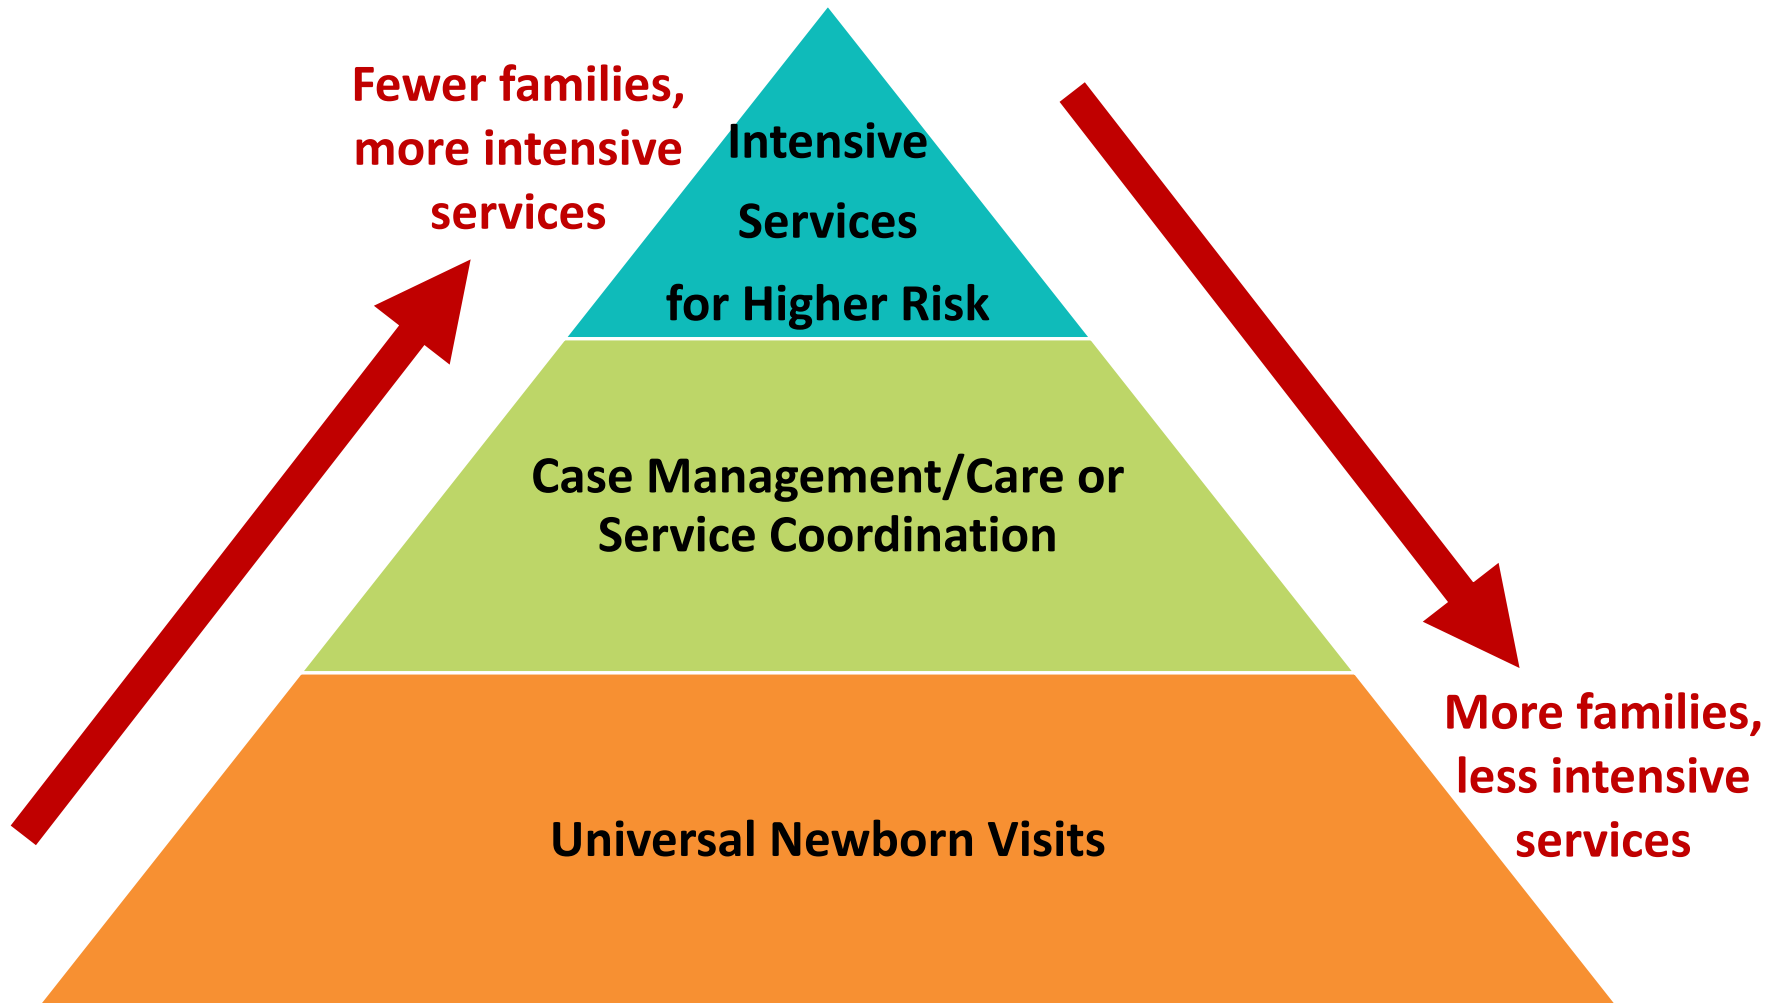 Fewer families,
more intensive
services
Intensive
Services
for Higher Risk
Case Management/Care or
Service Coordination
Universal Newborn Visits
More families,
less intensive
services